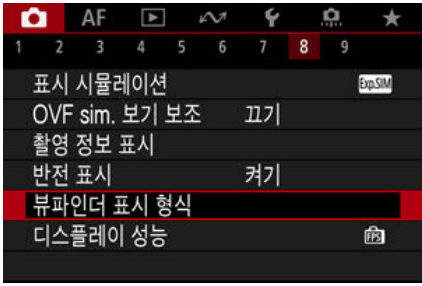 AF
1 2 3 4 5 6 7 8 9
표시 시뮬레이션 Exp.SIM
OVF sim. 보기 보조 끄기
촬영 정보 표시
반전 표시 켜기
뷰파인더 표시 형식
디스플레이 성능 FPS